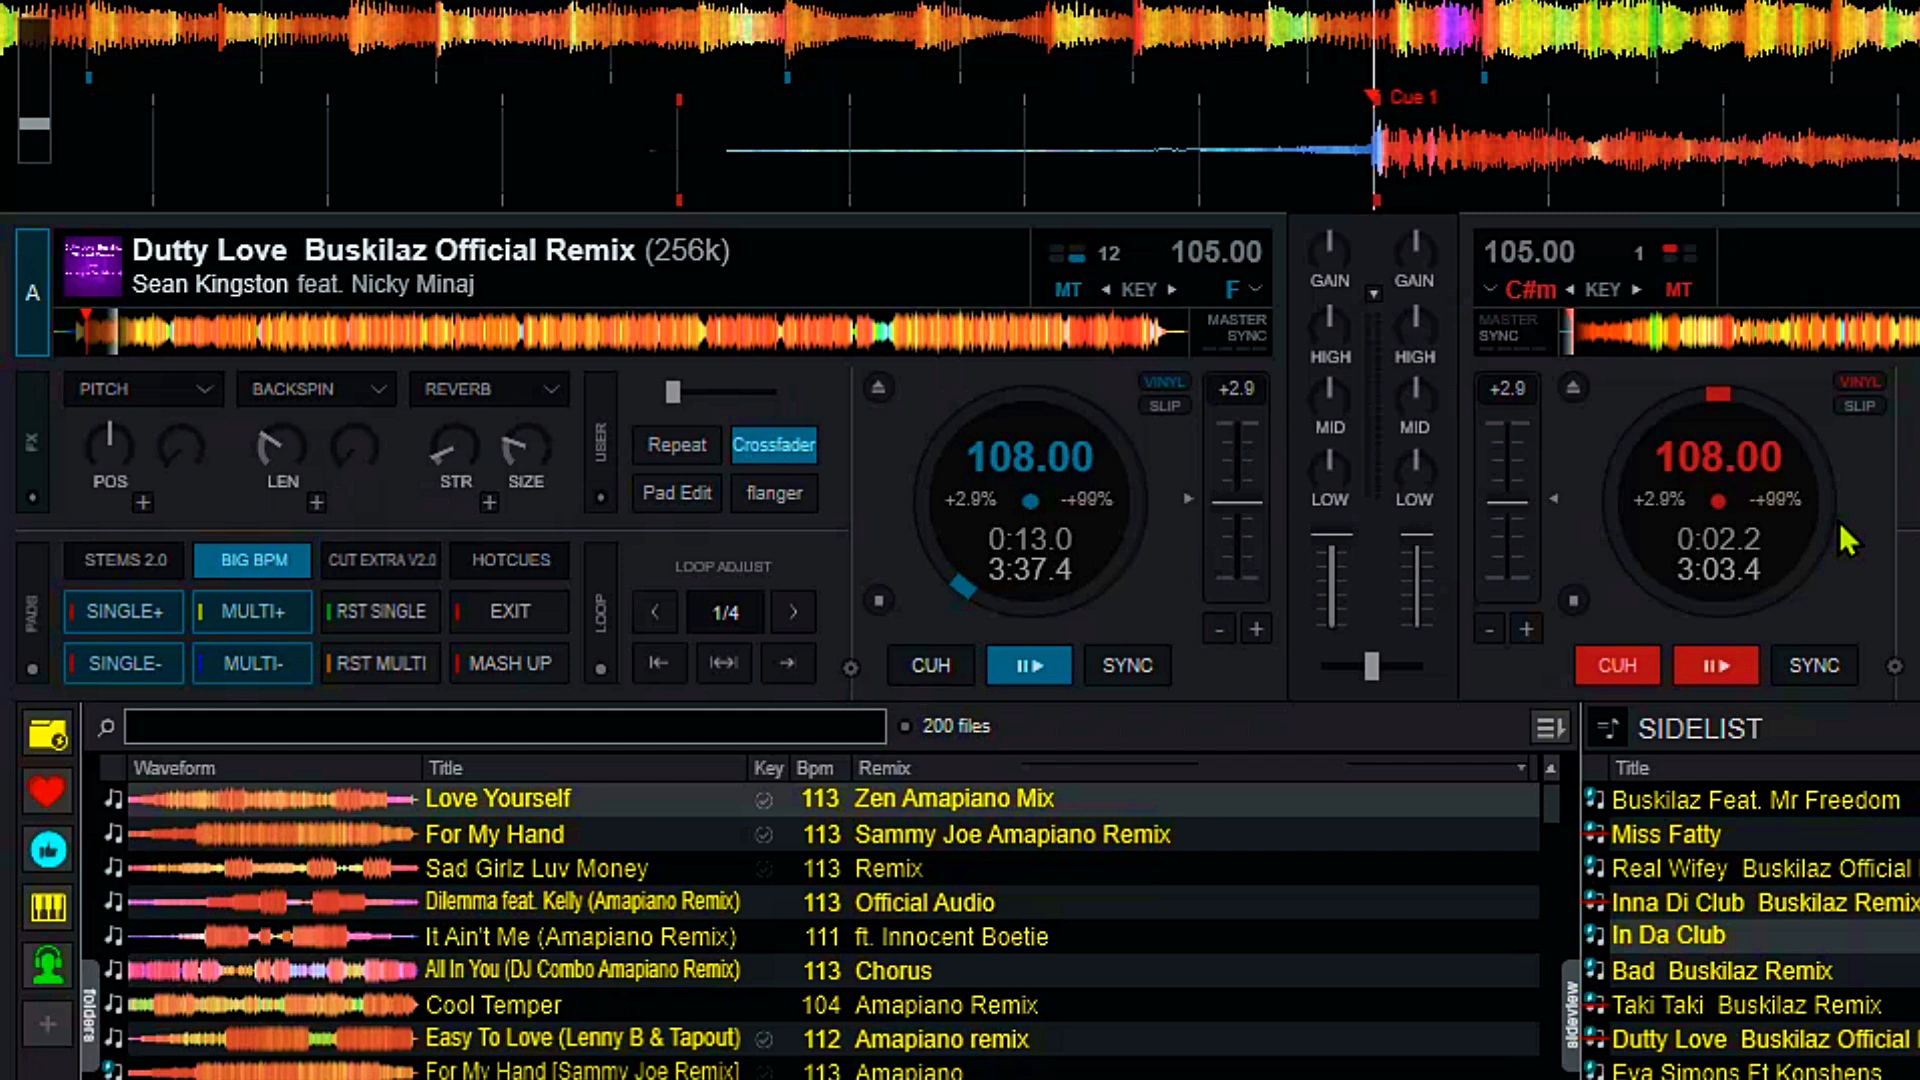 Cue 1
A
Dutty Love  Buskilaz Official Remix (256k)
Sean Kingston feat. Nicky Minaj
12 105.00
MT KEY F
MASTER
SYNC
GAIN GAIN
HIGH HIGH
MID MID
LOW LOW
105.00 1
C#m KEY MT
MASTER
SYNC
FX
PITCH BACKSPIN REVERB
POS LEN STR SIZE
USER
Repeat Crossfader
Pad Edit flanger
VINYL
SLIP
+2.9
108.00
+2.9% -+99%
0:13.0
3:37.4
- +
CUH SYNC
+2.9
VINYL
SLIP
108.00
+2.9% -+99%
0:02.2
3:03.4
- +
CUH SYNC
PADS
STEMS 2.0 BIG BPM CUT EXTRA V2.0 HOTCUES
SINGLE+ MULTI+ RST SINGLE EXIT
SINGLE- MULTI- RST MULTI MASH UP
LOOP
LOOP ADJUST
1/4
200 files
Waveform Title Key Bpm Remix
Love Yourself 113 Zen Amapiano Mix
For My Hand 113 Sammy Joe Amapiano Remix
Sad Girlz Luv Money 113 Remix
Dilemma feat. Kelly (Amapiano Remix) 113 Official Audio
It Ain't Me (Amapiano Remix) 111 ft. Innocent Boetie
All In You (DJ Combo Amapiano Remix) 113 Chorus
Cool Temper 104 Amapiano Remix
Easy To Love (Lenny B & Tapout) 112 Amapiano remix
For My Hand [Sammy Joe Remix] 113 Amapiano
folders
sideview
SIDELIST
Title
Buskilaz Feat. Mr Freedom
Miss Fatty
Real Wifey  Buskilaz Official
Inna Di Club  Buskilaz Remix
In Da Club
Bad  Buskilaz Remix
Taki Taki  Buskilaz Remix
Dutty Love  Buskilaz Official
Eva Simons Ft Konshens